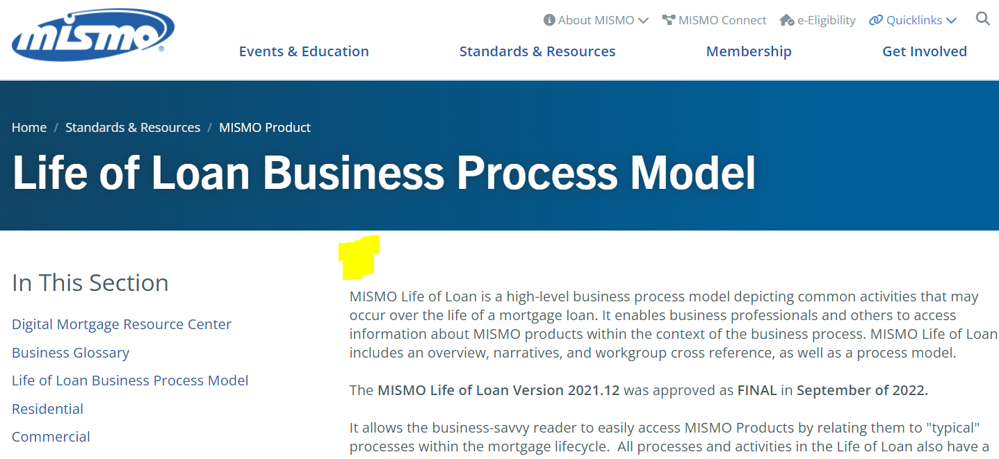 mismo®
About MISMO MISMO Connect e-Eligibility Quicklinks
Events & Education Standards & Resources Membership Get Involved
Home / Standards & Resources / MISMO Product
Life of Loan Business Process Model
In This Section
Digital Mortgage Resource Center
Business Glossary
Life of Loan Business Process Model
Residential
Commercial
MISMO Life of Loan is a high-level business process model depicting common activities that may
occur over the life of a mortgage loan. It enables business professionals and others to access
information about MISMO products within the context of the business process. MISMO Life of Loan
includes an overview, narratives, and workgroup cross reference, as well as a process model.
The MISMO Life of Loan Version 2021.12 was approved as FINAL in September of 2022.
It allows the business-savvy reader to easily access MISMO Products by relating them to "typical"
processes within the mortgage lifecycle.  All processes and activities in the Life of Loan also have a